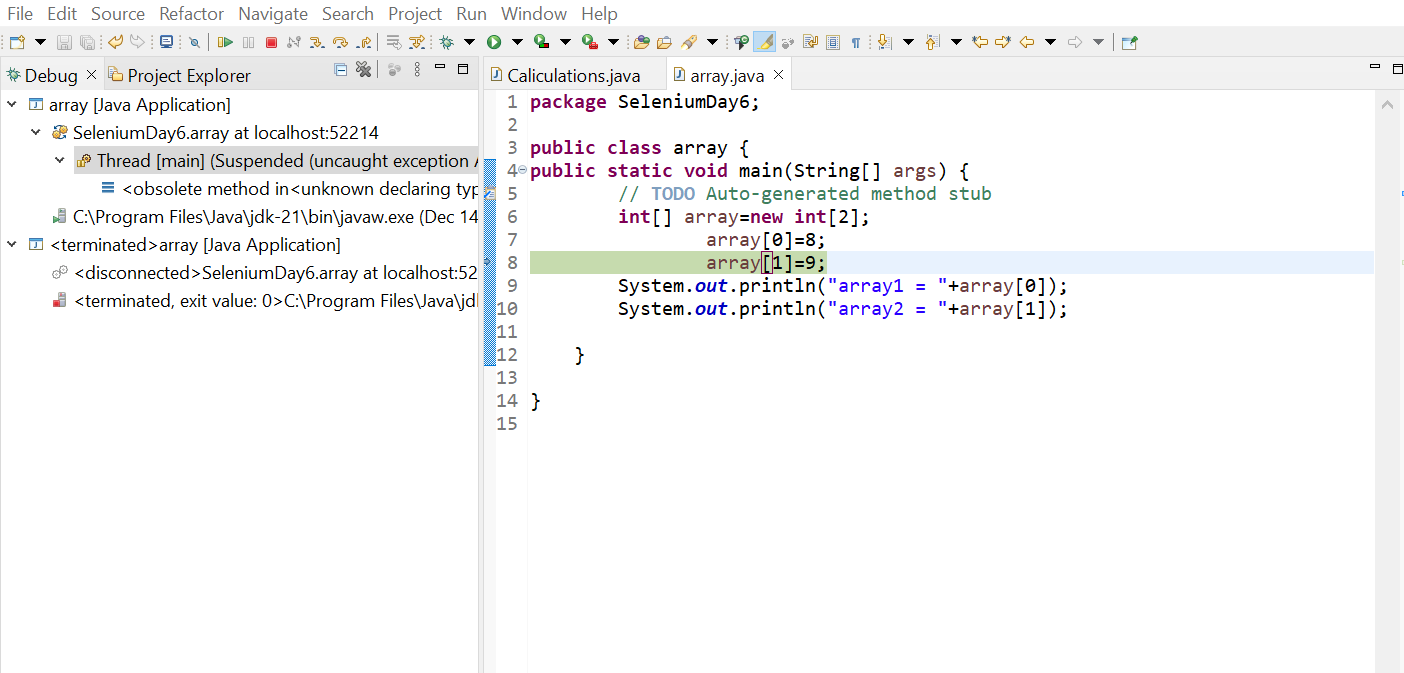 File Edit Source Refactor Navigate Search Project Run Window Help
Debug Project Explorer
array [Java Application]
SeleniumDay6.array at localhost:52214
Thread [main] (Suspended (uncaught exception A
<obsolete method in<unknown declaring typ
C:\Program Files\Java\jdk-21\bin\javaw.exe (Dec 14
<terminated>array [Java Application]
<disconnected>SeleniumDay6.array at localhost:52
<terminated, exit value: 0>C:\Program Files\Java\jd
Caliculations.java array.java
1 package SeleniumDay6;
2
3 public class array {
4 public static void main(String[] args) {
5 // TODO Auto-generated method stub
6 int[] array=new int[2];
7 array[0]=8;
8 array[1]=9;
9 System.out.println("array1 = "+array[0]);
10 System.out.println("array2 = "+array[1]);
11
12 }
13
14 }
15